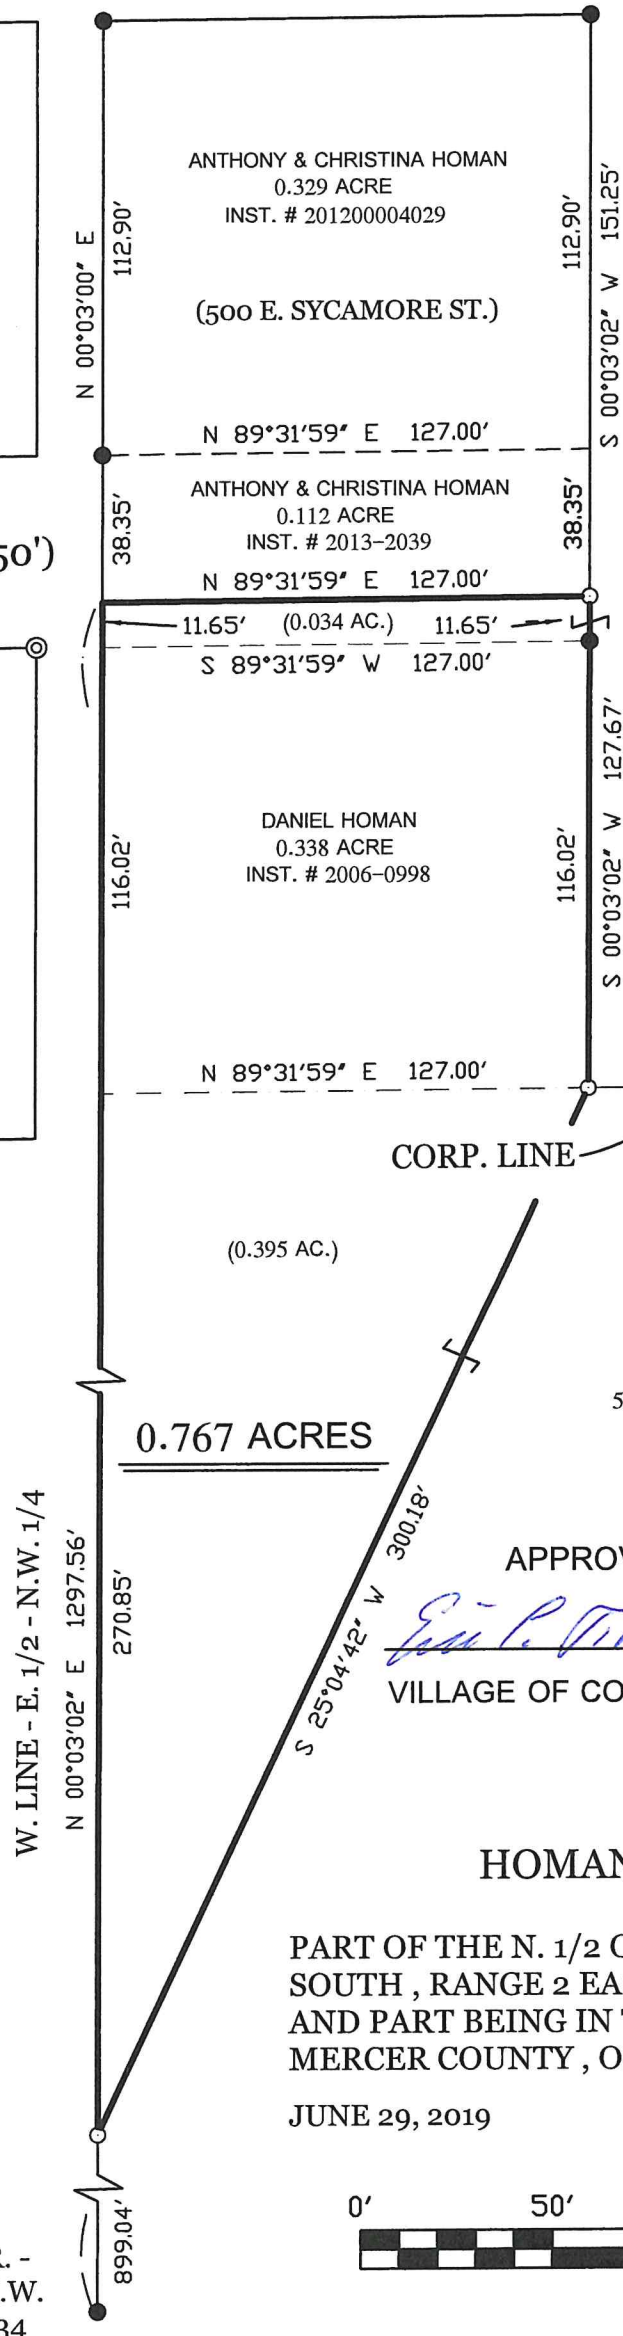 ANTHONY & CHRISTINA HOMAN
0.329 ACRE
INST. # 201200004029
(500 E. SYCAMORE ST.)
N 00°03'00" E
112.90'
112.90'
S 00°03'02" W 151.25'
N 89°31'59" E 127.00'
ANTHONY & CHRISTINA HOMAN
0.112 ACRE
INST. # 2013-2039
38.35'
38.35'
50')
N 89°31'59" E 127.00'
11.65' (0.034 AC.) 11.65'
S 89°31'59" W 127.00'
DANIEL HOMAN
0.338 ACRE
INST. # 2006-0998
116.02'
116.02'
S 00°03'02" W 127.67'
N 89°31'59" E 127.00'
CORP. LINE
(0.395 AC.)
5
0.767 ACRES
W. LINE - E. 1/2 - N.W. 1/4
N 00°03'02" E 1297.56'
270.85'
S 25°04'42" W 300.18'
APPROV
VILLAGE OF CO
HOMAN
PART OF THE N. 1/2
SOUTH , RANGE 2 EA
AND PART BEING IN
MERCER COUNTY , O
JUNE 29, 2019
0' 50'
899.04'
R. -
.W.
34